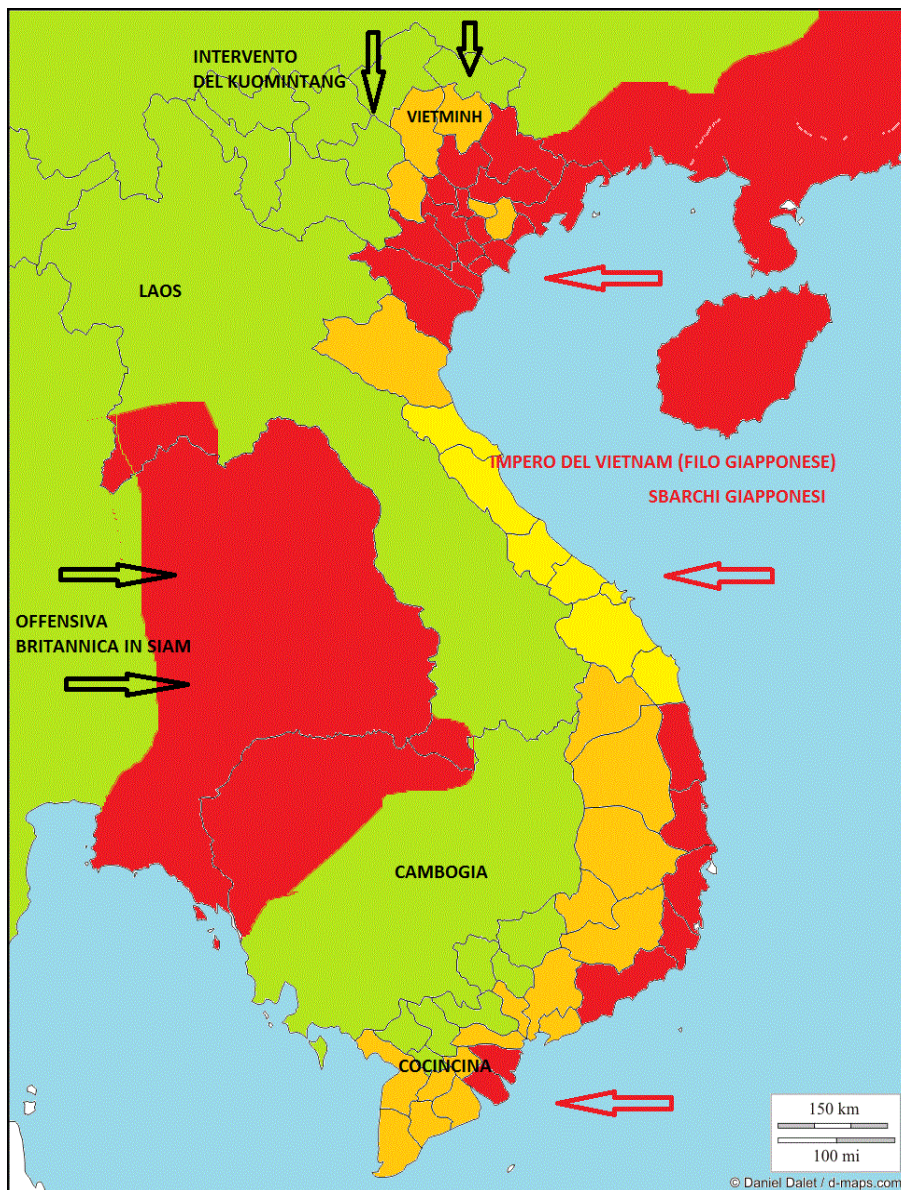 INTERVENTO
DEL KUOMINTANG
VIETMINH
LAOS
IMPERO DEL VIETNAM (FILO GIAPPONESE)
SBARCHI GIAPPONESI
OFFENSIVA
BRITANNICA IN SIAM
CAMBOGIA
COCINCINA
150 km
100 mi
© Daniel Dalet / d-maps.com